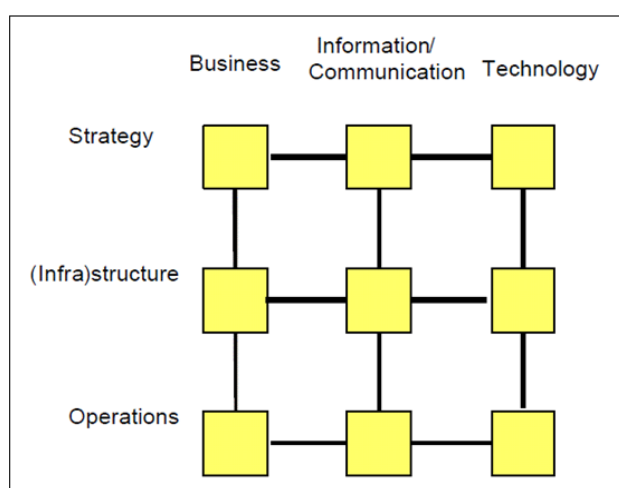 Business
Information/
Communication
Technology
Strategy
(Infra)structure
Operations